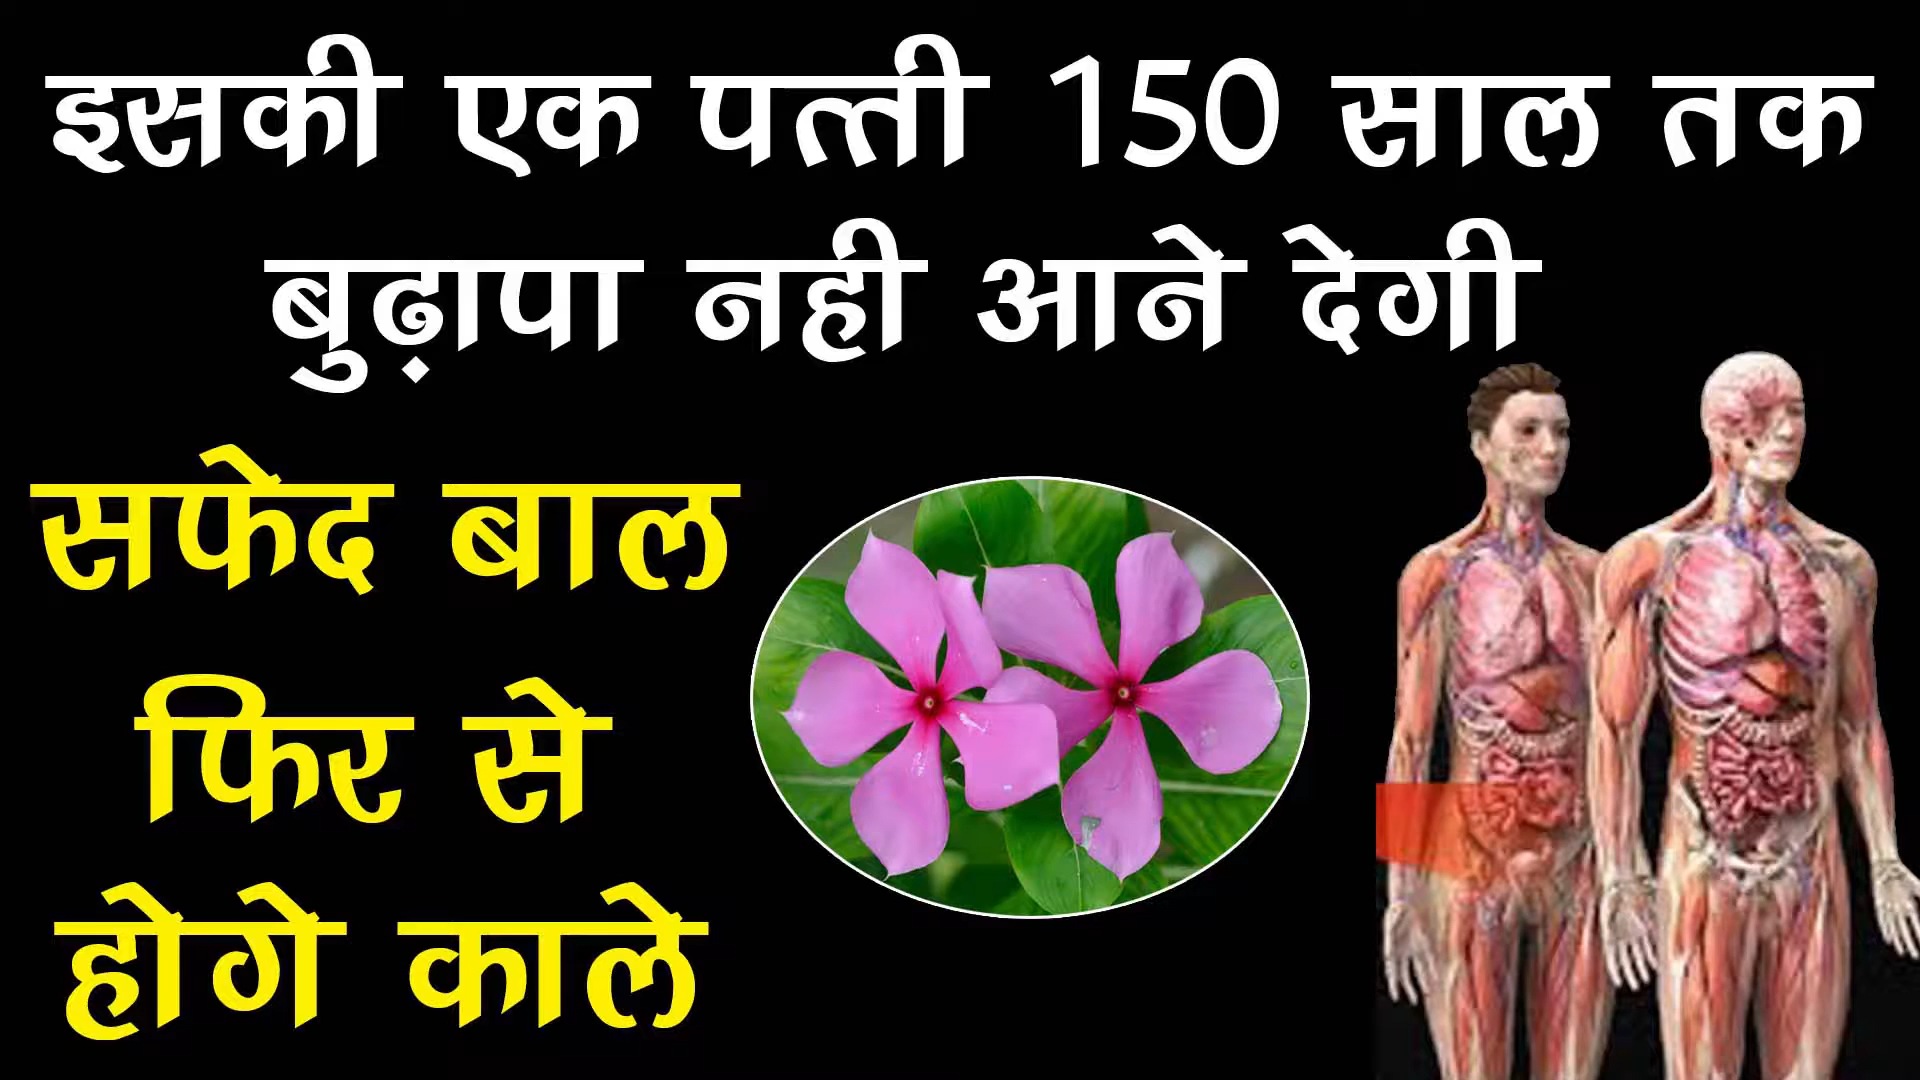 इसकी एक पत्ती 150 साल तक
बुढ़ापा नही आने देगी
सफेद बाल
फिर से
होगे काले